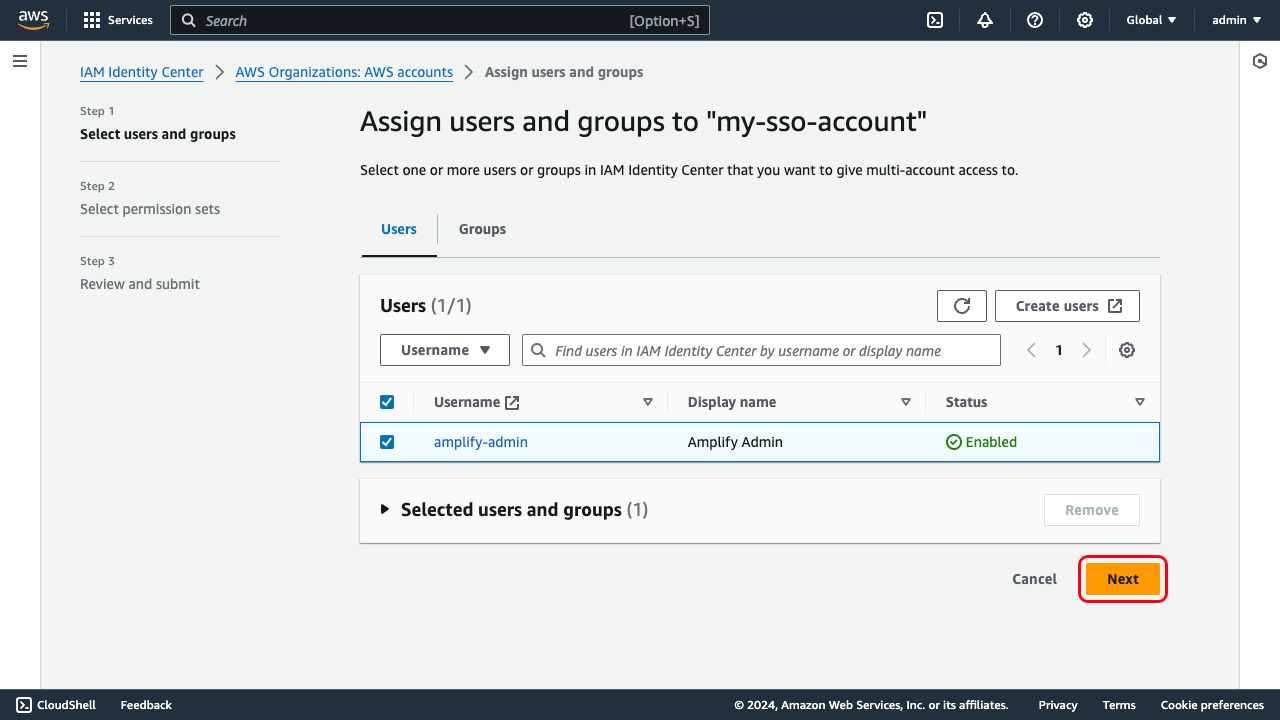 aws
Services
Search
[Option+S]
Global
admin
IAM Identity Center
AWS Organizations: AWS accounts
Assign users and groups
Step 1
Select users and groups
Step 2
Select permission sets
Step 3
Review and submit
Assign users and groups to "my-sso-account"
Select one or more users or groups in IAM Identity Center that you want to give multi-account access to.
Users
Groups
Users (1/1)
Create users
Username
Find users in IAM Identity Center by username or display name
1
Username
Display name
Status
amplify-admin
Amplify Admin
Enabled
Selected users and groups (1)
Remove
Cancel
Next
CloudShell
Feedback
© 2024, Amazon Web Services, Inc. or its affiliates.
Privacy
Terms
Cookie preferences